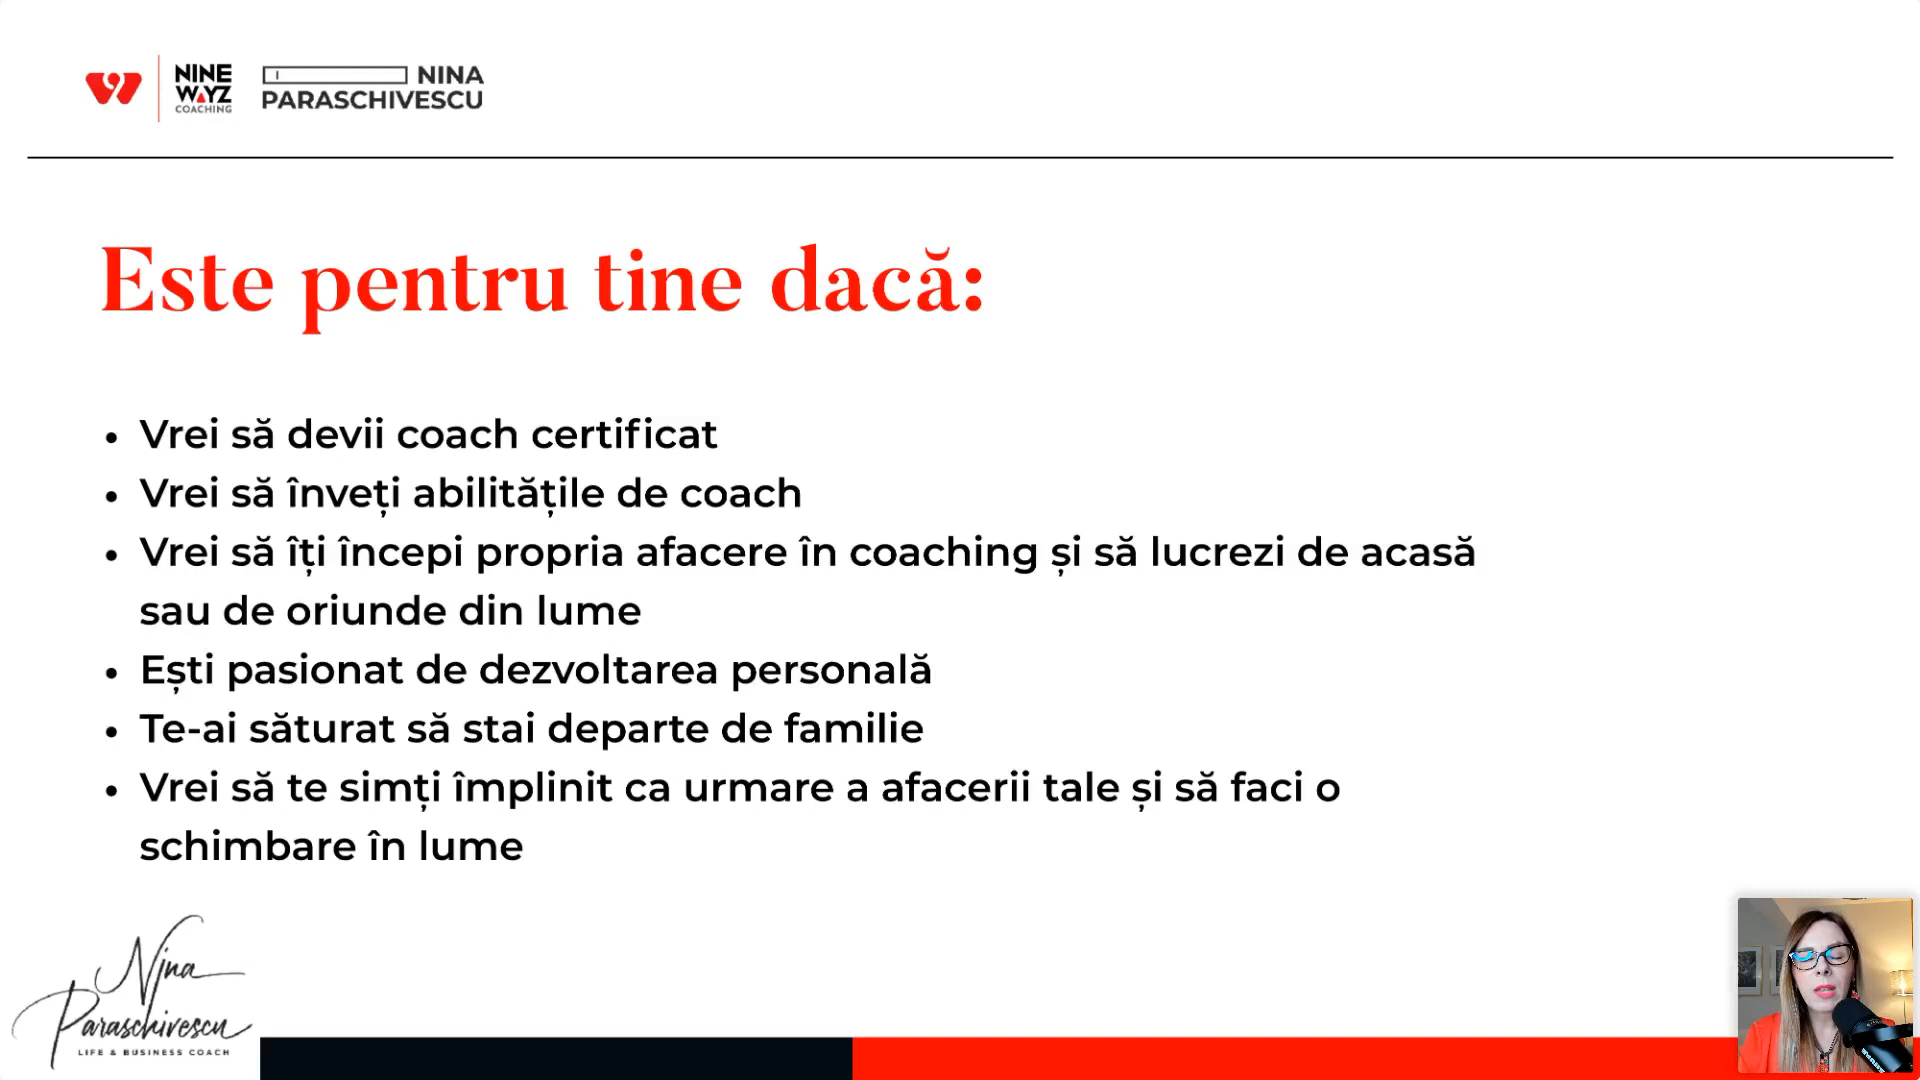 NINE
WAYZ
COACHING
NINA
PARASCHIVESCU
Este pentru tine dacă:
• Vrei să devii coach certificat
• Vrei să înveți abilitățile de coach
• Vrei să îți începi propria afacere în coaching și să lucrezi de acasă
sau de oriunde din lume
• Ești pasionat de dezvoltarea personală
• Te-ai săturat să stai departe de familie
• Vrei să te simți împlinit ca urmare a afacerii tale și să faci o
schimbare în lume
Nina
Paraschivescu
LIFE & BUSINESS COACH